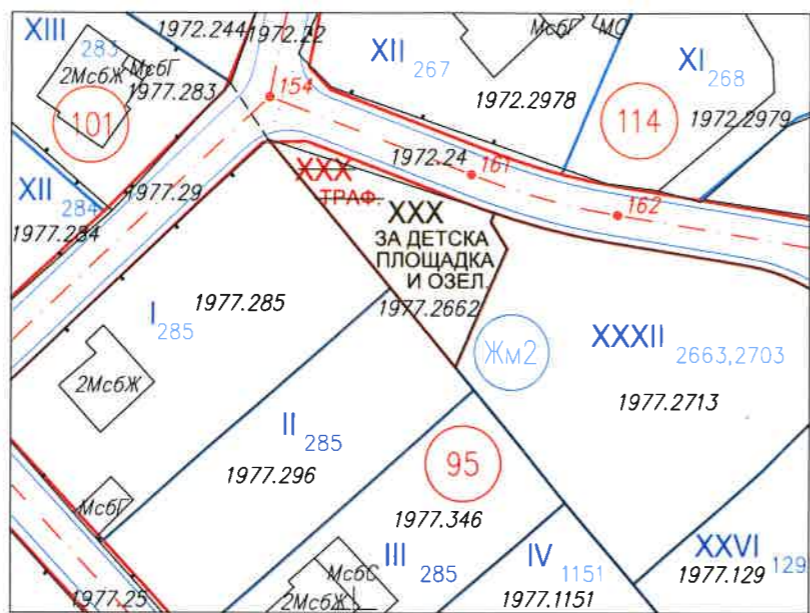 XIII 283
1972.244
1972.22
2МсбЖ
МсбГ
1977.283
101
XII 267
МсбГ
МС
1972.2978
XI 268
114
1972.2979
154
161
162
1972.24
XII 284
1977.284
1977.29
XXX
ТРАФ.
XXX
ЗА ДЕТСКА
ПЛОЩАДКА
И ОЗЕЛ.
1977.2662
I 285
1977.285
2МсбЖ
Жм2
XXXII 2663,2703
1977.2713
II 285
1977.296
95
1977.346
МсбГ
1977.25
III 285
МсбС
2МсбЖ
IV 1151
1977.1151
XXVI 129
1977.129